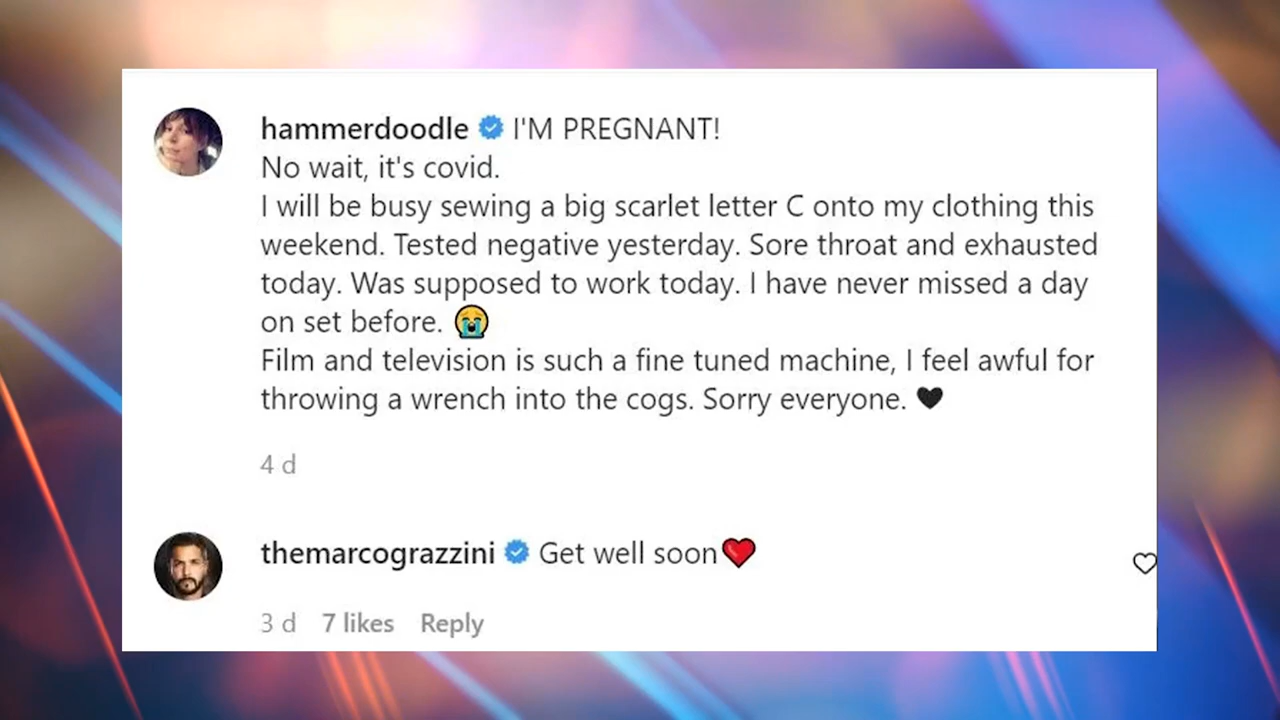 hammerdoodle I'M PREGNANT!
No wait, it's covid.
I will be busy sewing a big scarlet letter C onto my clothing this
weekend. Tested negative yesterday. Sore throat and exhausted
today. Was supposed to work today. I have never missed a day
on set before. 😭
Film and television is such a fine tuned machine, I feel awful for
throwing a wrench into the cogs. Sorry everyone. 🖤
4 d
themarcograzzini Get well soon❤️
3 d 7 likes Reply